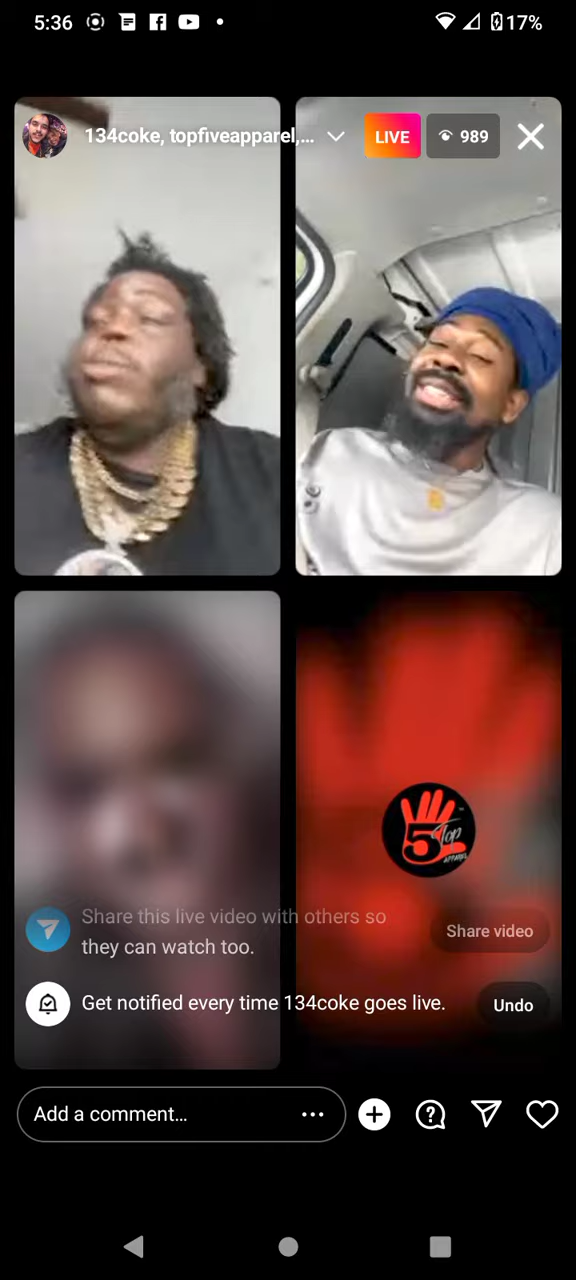 5:36 17%
134coke, topfiveapparel,... LIVE 989
5 Top
APPAREL
Share this live video with others so
they can watch too.
Share video
Get notified every time 134coke goes live. Undo
Add a comment...